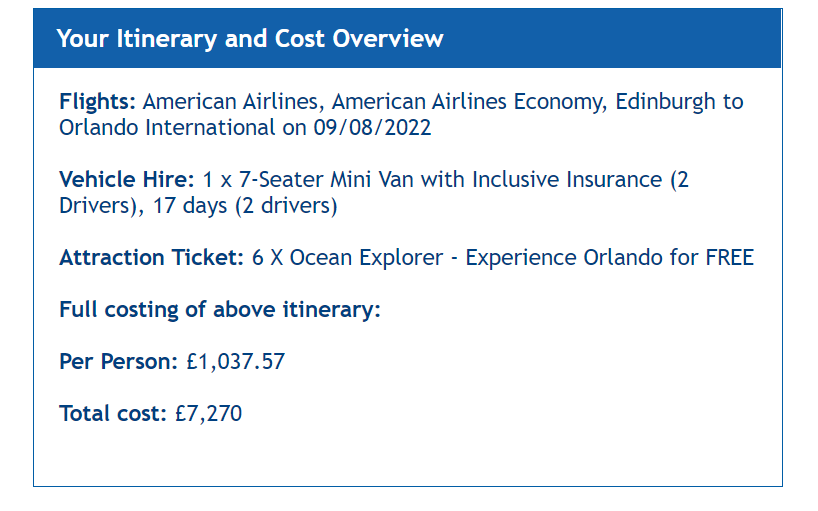 Your Itinerary and Cost Overview
Flights: American Airlines, American Airlines Economy, Edinburgh to
Orlando International on 09/08/2022
Vehicle Hire: 1 x 7-Seater Mini Van with Inclusive Insurance (2
Drivers), 17 days (2 drivers)
Attraction Ticket: 6 X Ocean Explorer - Experience Orlando for FREE
Full costing of above itinerary:
Per Person: £1,037.57
Total cost: £7,270